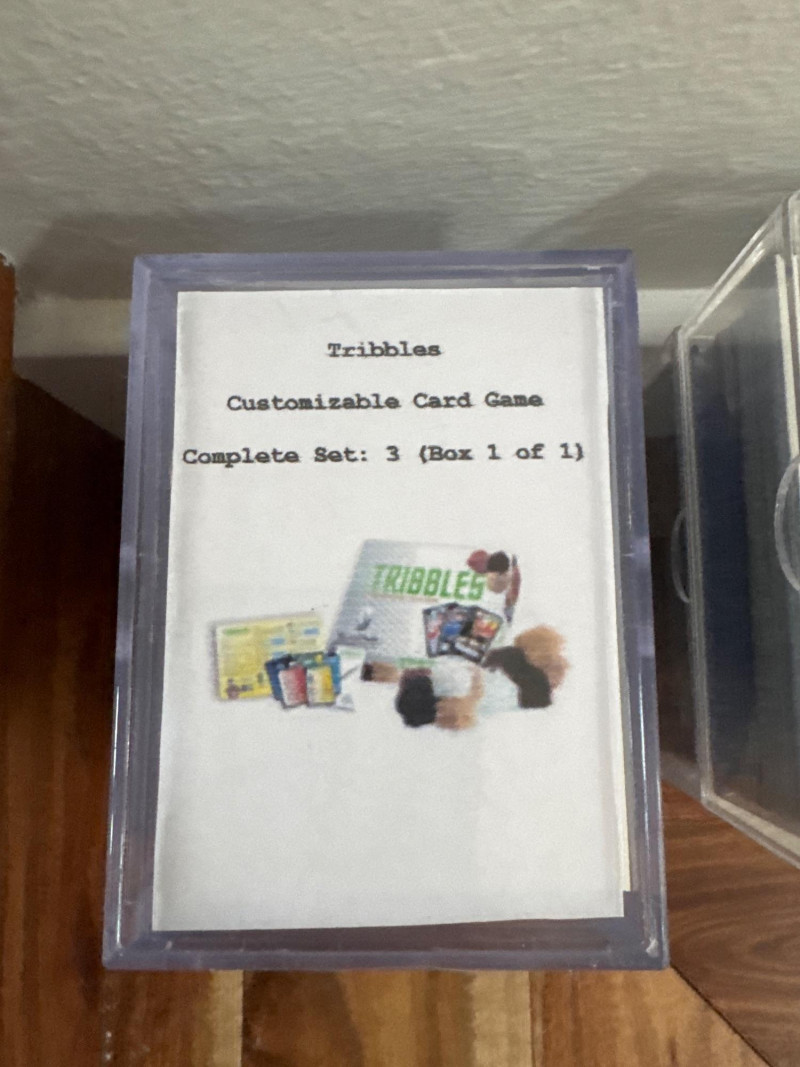 Tribbles
Customizable Card Game
Complete Set: 3 (Box 1 of 1)
TRIBBLES